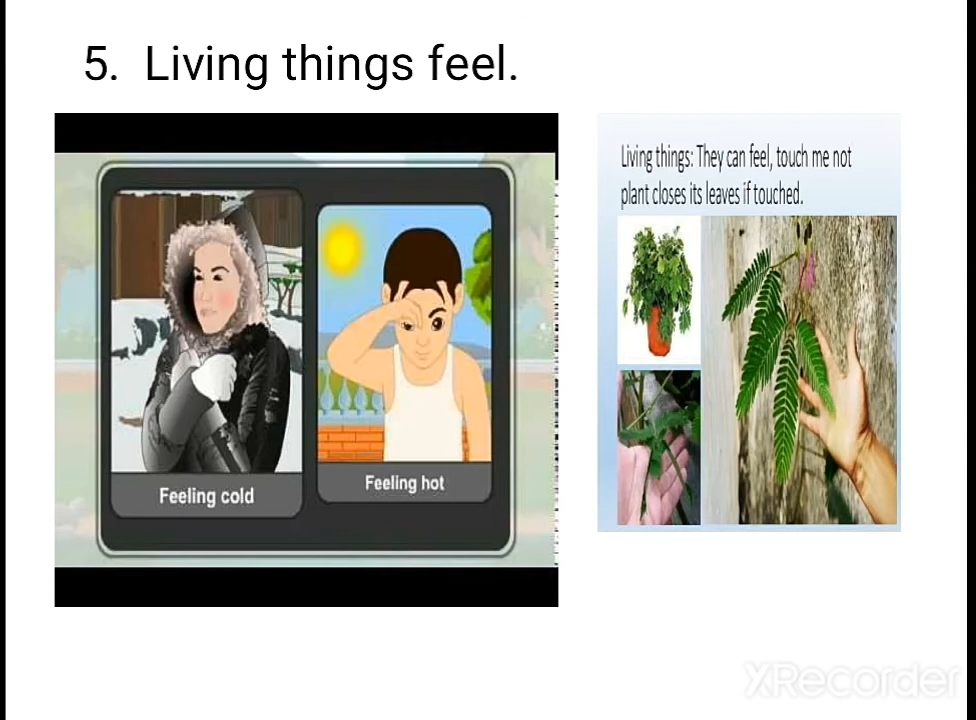 5. Living things feel.
Living things: They can feel, touch me not
plant closes its leaves if touched.
Feeling cold
Feeling hot
XRecorder